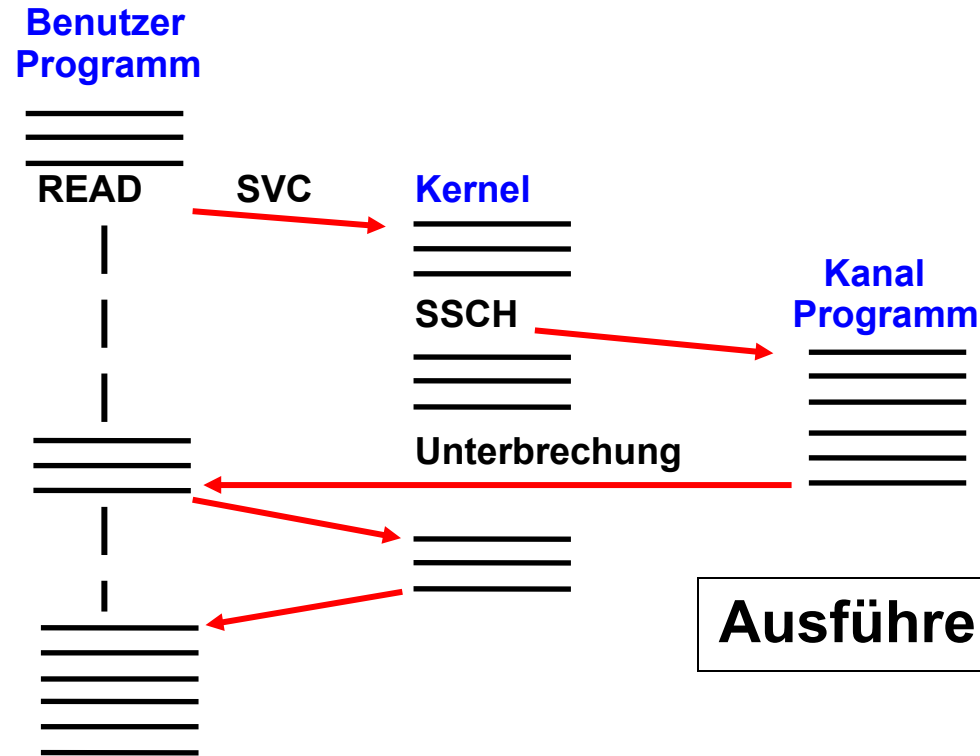 Benutzer
Programm
READ SVC Kernel
Kanal
SSCH Programm
Unterbrechung
Ausführe